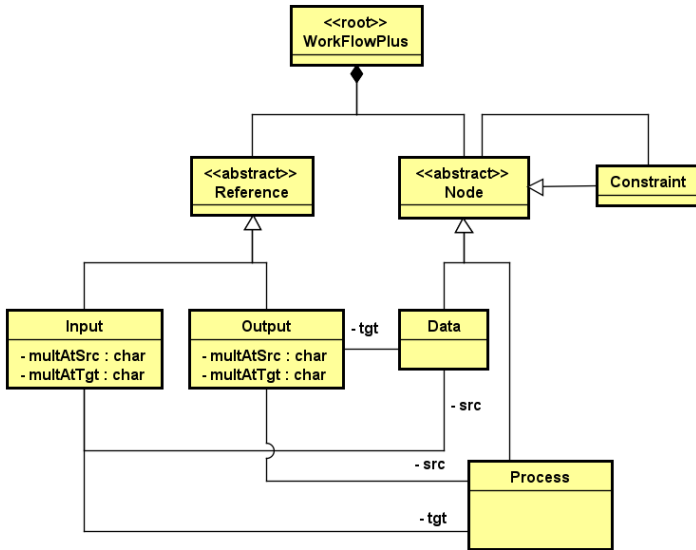 <<root>>
WorkFlowPlus
<<abstract>>
Reference
<<abstract>>
Node
Constraint
Input
- multAtSrc : char
- multAtTgt : char
Output
- multAtSrc : char
- multAtTgt : char
- tgt
Data
- src
- src
Process
- tgt